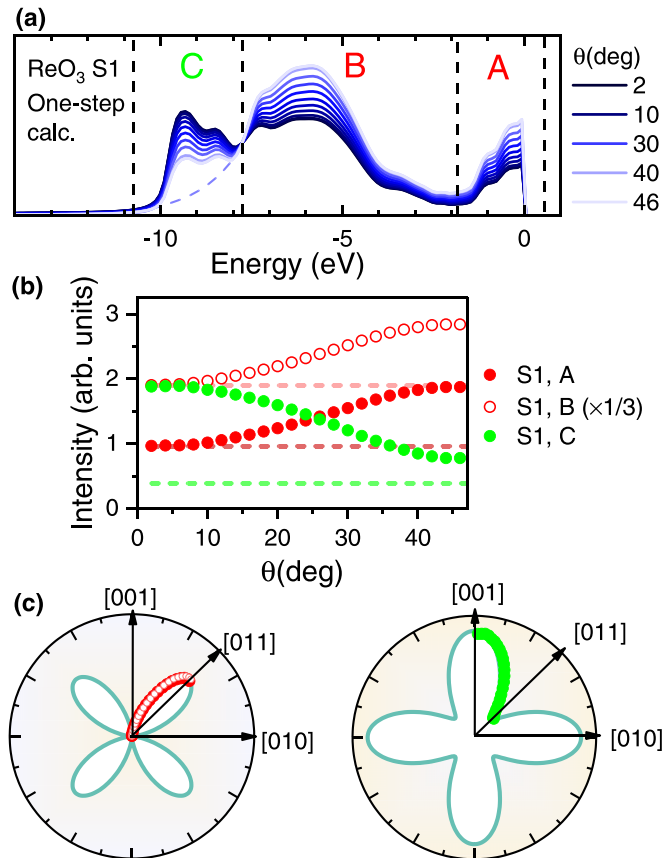 (a)
ReO₃ S1
One-step
calc.
C
B
A
θ(deg)
2
10
30
40
46
-10
-5
0
Energy (eV)
(b)
Intensity (arb. units)
3
2
1
0
0
10
20
30
40
θ(deg)
S1, A
S1, B (×1/3)
S1, C
(c)
[001]
[011]
[010]
[001]
[011]
[010]